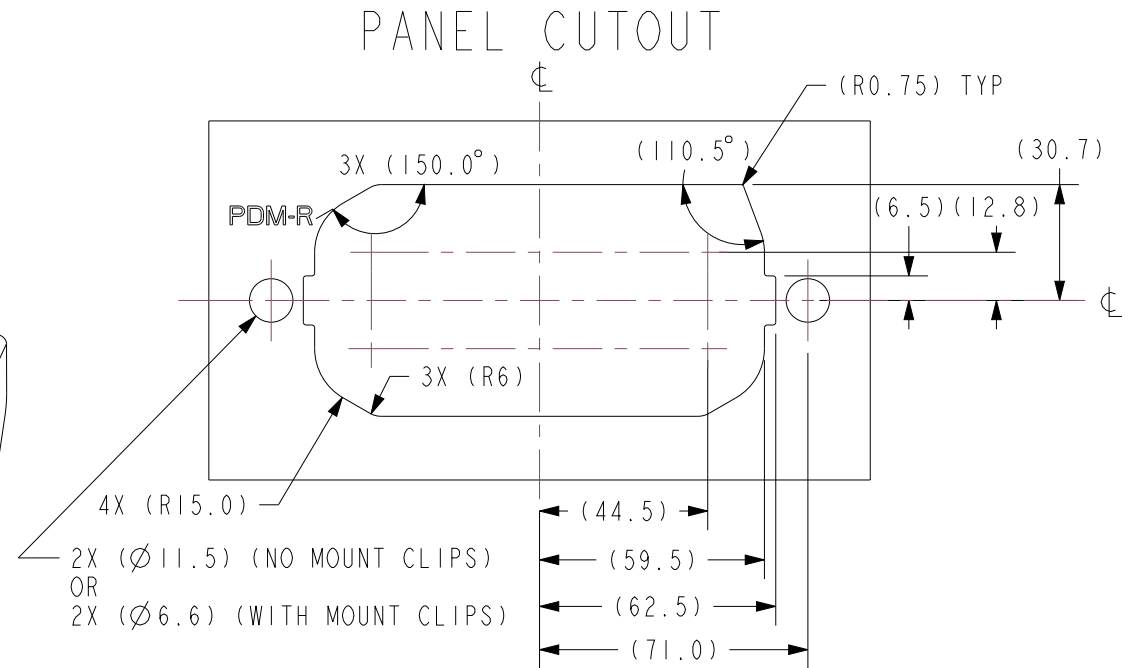 PANEL CUTOUT
℄
(R0.75) TYP
3X (150.0°)
(110.5°)
(30.7)
PDM-R
(6.5) (12.8)
℄
3X (R6)
4X (R15.0)
(44.5)
2X (Ø11.5) (NO MOUNT CLIPS)
OR
2X (Ø6.6) (WITH MOUNT CLIPS)
(59.5)
(62.5)
(71.0)